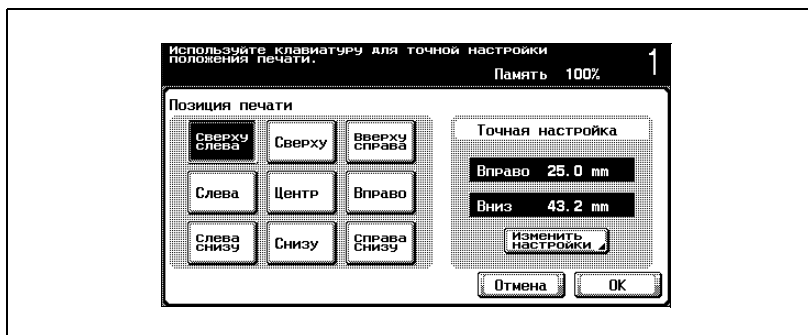 Используйте клавиатуру для точной настройки
положения печати.
Память 100%
1
Позиция печати
Сверху
слева
Сверху
Вверху
справа
Слева
Центр
Вправо
Слева
снизу
Снизу
Справа
Снизу
Точная настройка
Вправо 25.0 mm
Вниз 43.2 mm
Изменить
настройки
Отмена
OK